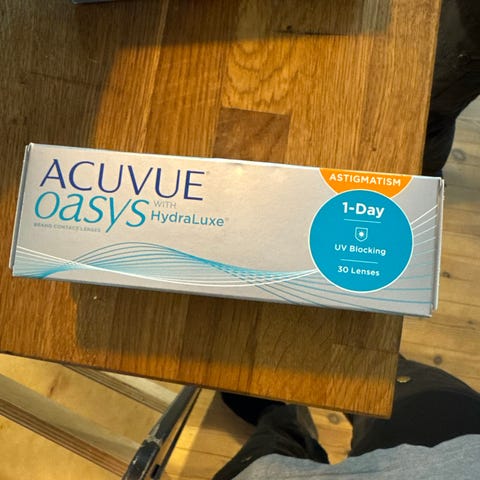 ACUVUE
oasys WITH HydraLuxe®
BRAND CONTACT LENSES
ASTIGMATISM
1-Day
UV Blocking
30 Lenses